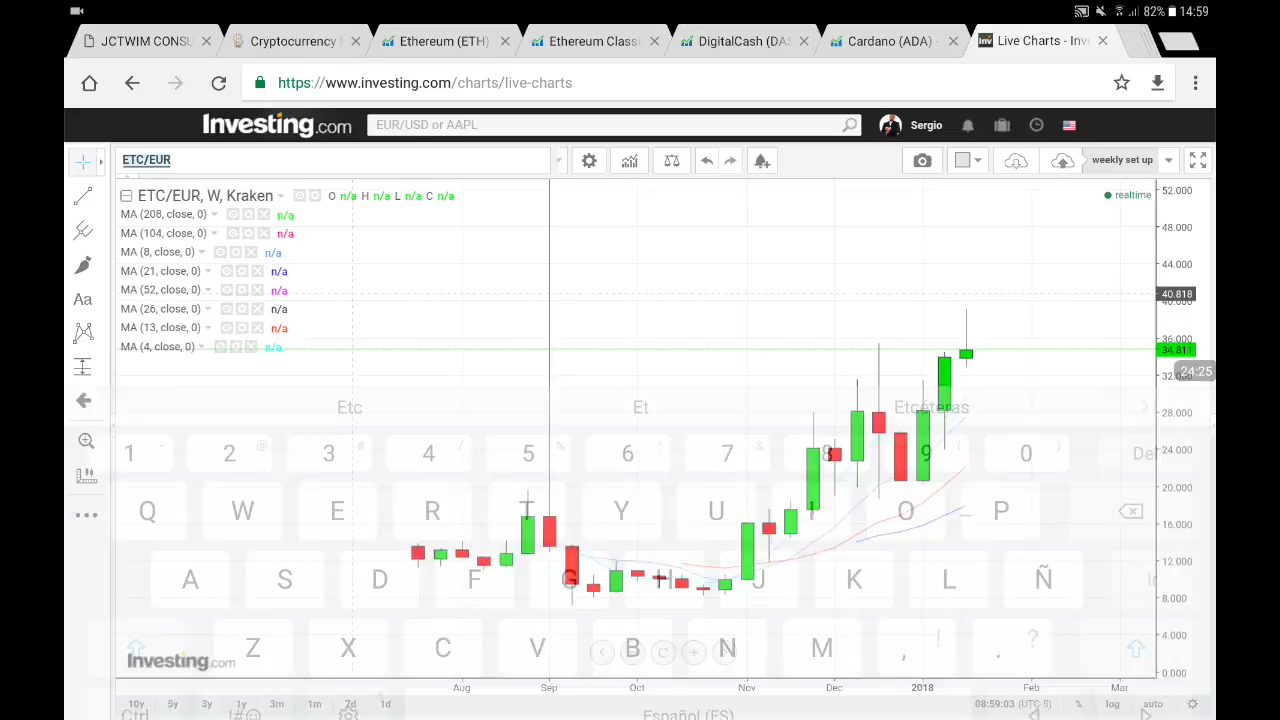 82% 14:59
JCTWIM CONSU Cryptocurrency M Ethereum (ETH) Ethereum Class DigitalCash (DAS Cardano (ADA) - Live Charts - Inve
https://www.investing.com/charts/live-charts
Investing.com EUR/USD or AAPL Sergio
ETC/EUR weekly set up
ETC/EUR, W, Kraken O n/a H n/a L n/a C n/a realtime
MA (208, close, 0) n/a
MA (104, close, 0) n/a
MA (8, close, 0) n/a
MA (21, close, 0) n/a
MA (52, close, 0) n/a
MA (26, close, 0) n/a
MA (13, close, 0) n/a
MA (4, close, 0) n/a
52.000
48.000
44.000
40.818
40.000
36.000
34.811
24:25
32.000
28.000
24.000
20.000
16.000
12.000
8.000
4.000
0.000
Etc Et Etcéteras
1 - 2 @ 3 # 4 / 5 % 6 7 & 8 9 ( 0 ) De
Q W E R T Y U I O P
A S D F G H J K L Ñ In
Z X C V B N M , ! . ?
Investing.com
Aug Sep Oct Nov Dec 2018 Feb Mar
10y 5y 3y 1y 3m 1m 7d 1d 08:59:03 (UTC-5) % log auto
Ctrl !#☺ Español (ES)